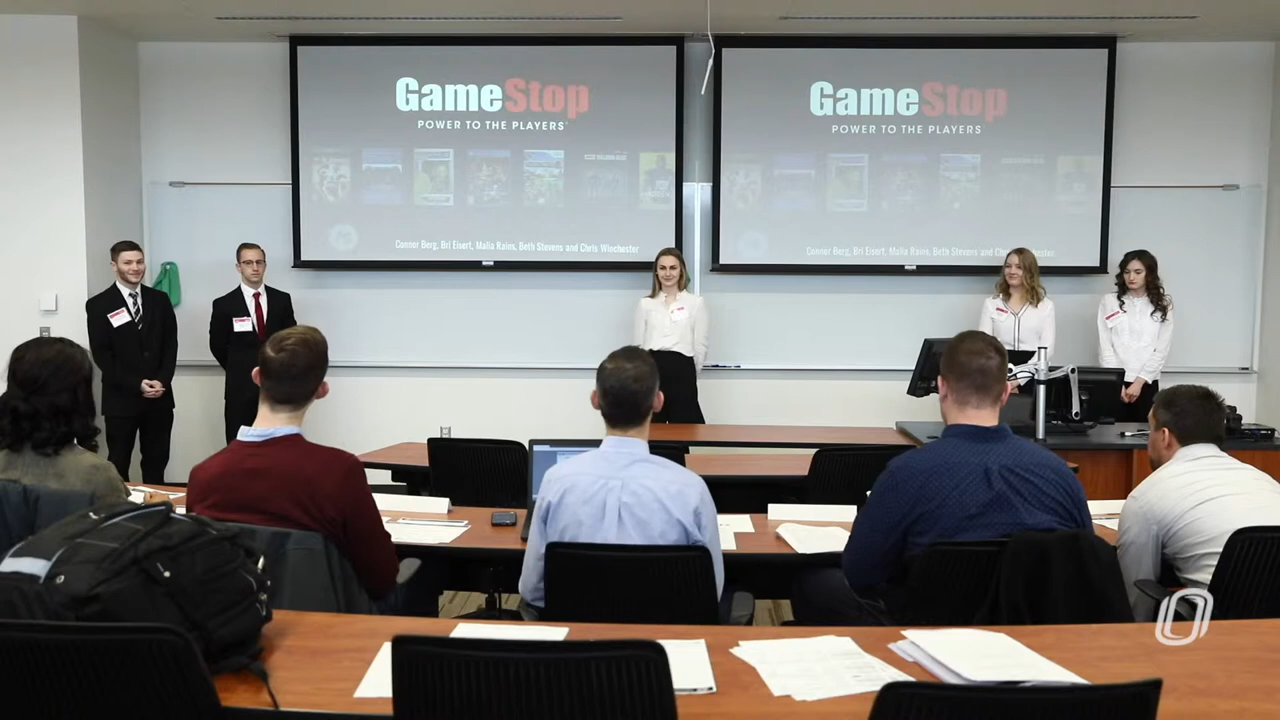 GameStop
POWER TO THE PLAYERS
Connor Berg, Bri Eisert, Malia Rains, Beth Stevens and Chris Winchester
GameStop
POWER TO THE PLAYERS
Connor Berg, Bri Eisert, Malia Rains, Beth Stevens and Chris Winchester